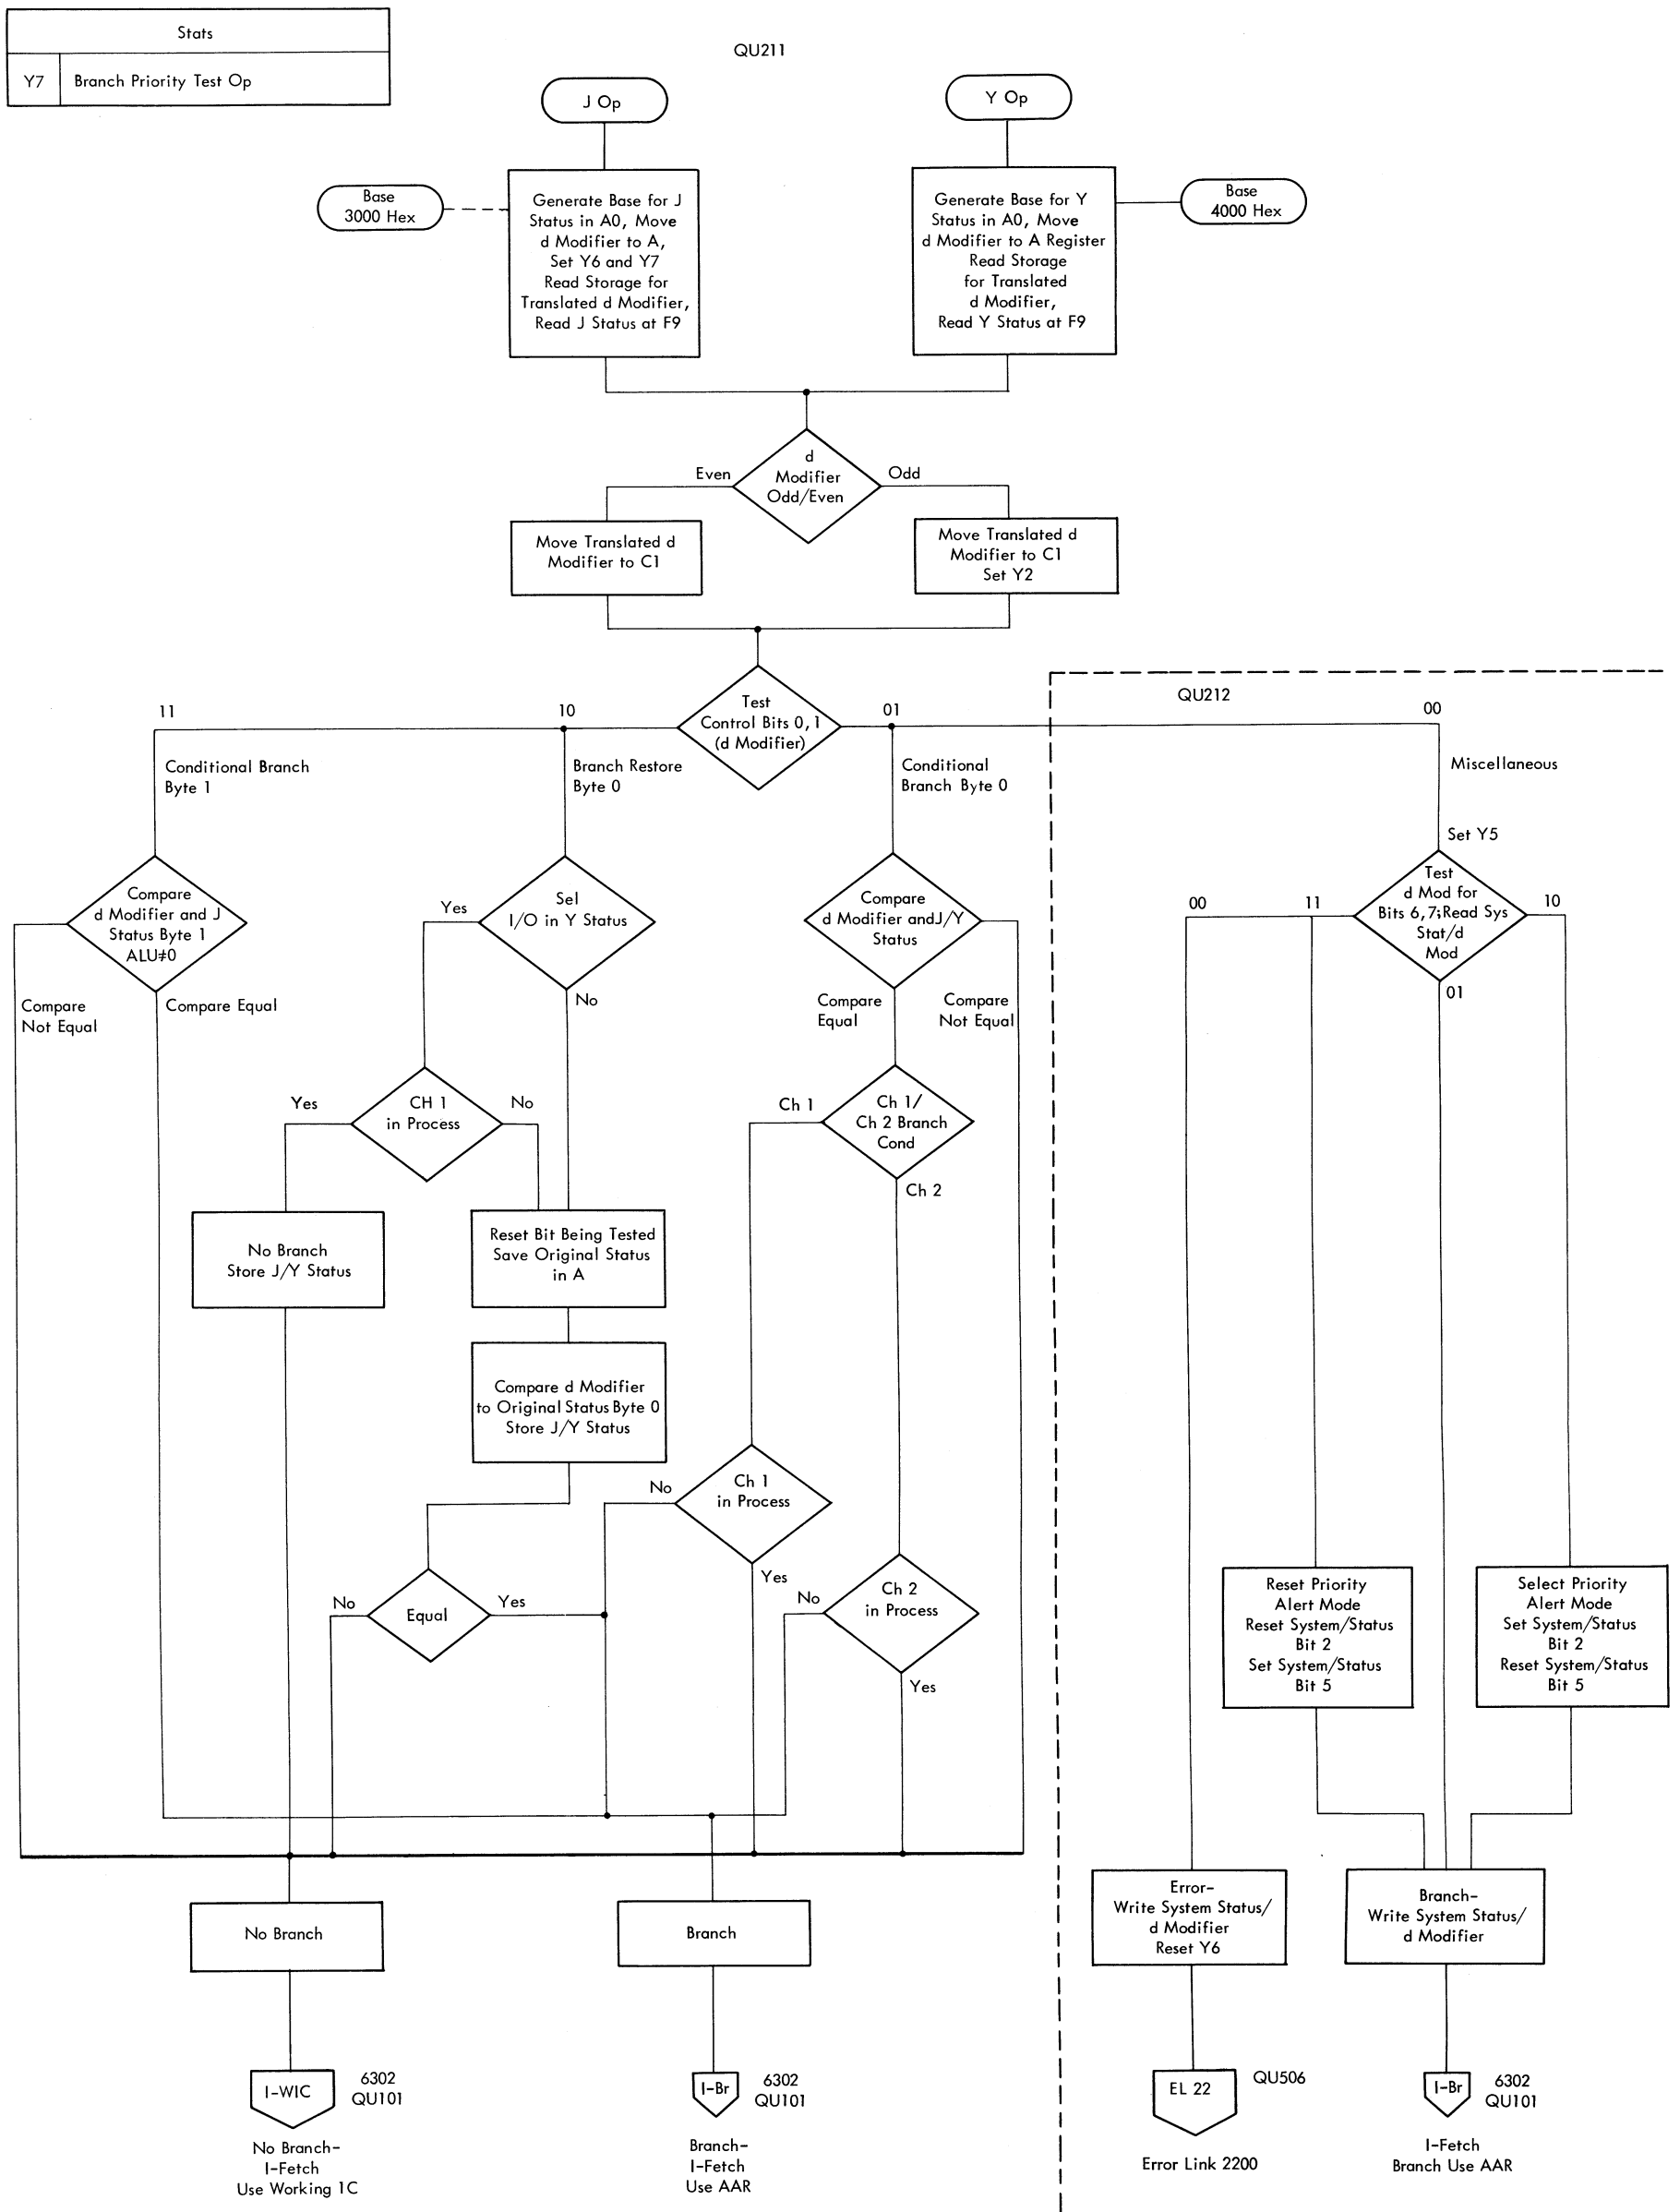 Stats
Y7 Branch Priority Test Op
QU211
J Op
Y Op
Base
3000 Hex
Generate Base for J
Status in A0, Move
d Modifier to A,
Set Y6 and Y7
Read Storage for
Translated d Modifier,
Read J Status at F9
Generate Base for Y
Status in A0, Move
d Modifier to A Register
Read Storage
for Translated
d Modifier,
Read Y Status at F9
Base
4000 Hex
Even
d
Modifier
Odd/Even
Odd
Move Translated d
Modifier to C1
Move Translated d
Modifier to C1
Set Y2
Test
Control Bits 0,1
(d Modifier)
11
10
01
QU212
00
Conditional Branch
Byte 1
Branch Restore
Byte 0
Conditional
Branch Byte 0
Miscellaneous
Set Y5
Compare
d Modifier and J
Status Byte 1
ALU≠0
Compare
Not Equal
Compare Equal
Yes
Sel
I/O in Y Status
No
Compare
d Modifier and J/Y
Status
Compare
Equal
Compare
Not Equal
00
11
Test
d Mod for
Bits 6,7;Read Sys
Stat/d
Mod
10
01
Yes
CH 1
in Process
No
Ch 1
Ch 1/
Ch 2 Branch
Cond
Ch 2
No Branch
Store J/Y Status
Reset Bit Being Tested
Save Original Status
in A
Compare d Modifier
to Original Status Byte 0
Store J/Y Status
No
Ch 1
in Process
Yes
No
Equal
Yes
No
Ch 2
in Process
Yes
Reset Priority
Alert Mode
Reset System/Status
Bit 2
Set System/Status
Bit 5
Select Priority
Alert Mode
Set System/Status
Bit 2
Reset System/Status
Bit 5
No Branch
Branch
Error-
Write System Status/
d Modifier
Reset Y6
Branch-
Write System Status/
d Modifier
I-WIC
6302
QU101
I-Br
6302
QU101
EL 22
QU506
I-Br
6302
QU101
No Branch-
I-Fetch
Use Working 1C
Branch-
I-Fetch
Use AAR
Error Link 2200
I-Fetch
Branch Use AAR